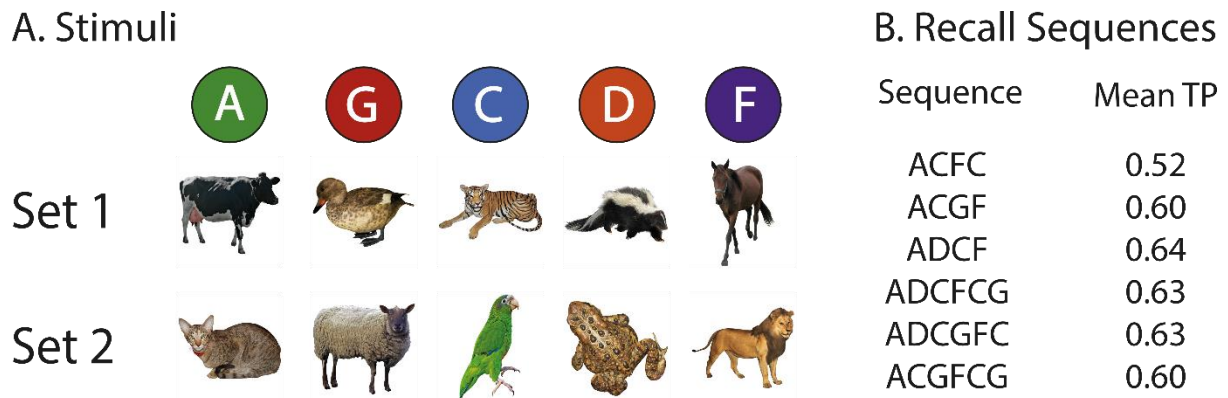 A. Stimuli
A G C D F
Set 1
Set 2
B. Recall Sequences
Sequence Mean TP
ACFC 0.52
ACGF 0.60
ADCF 0.64
ADCFCG 0.63
ADCGFC 0.63
ACGFCG 0.60